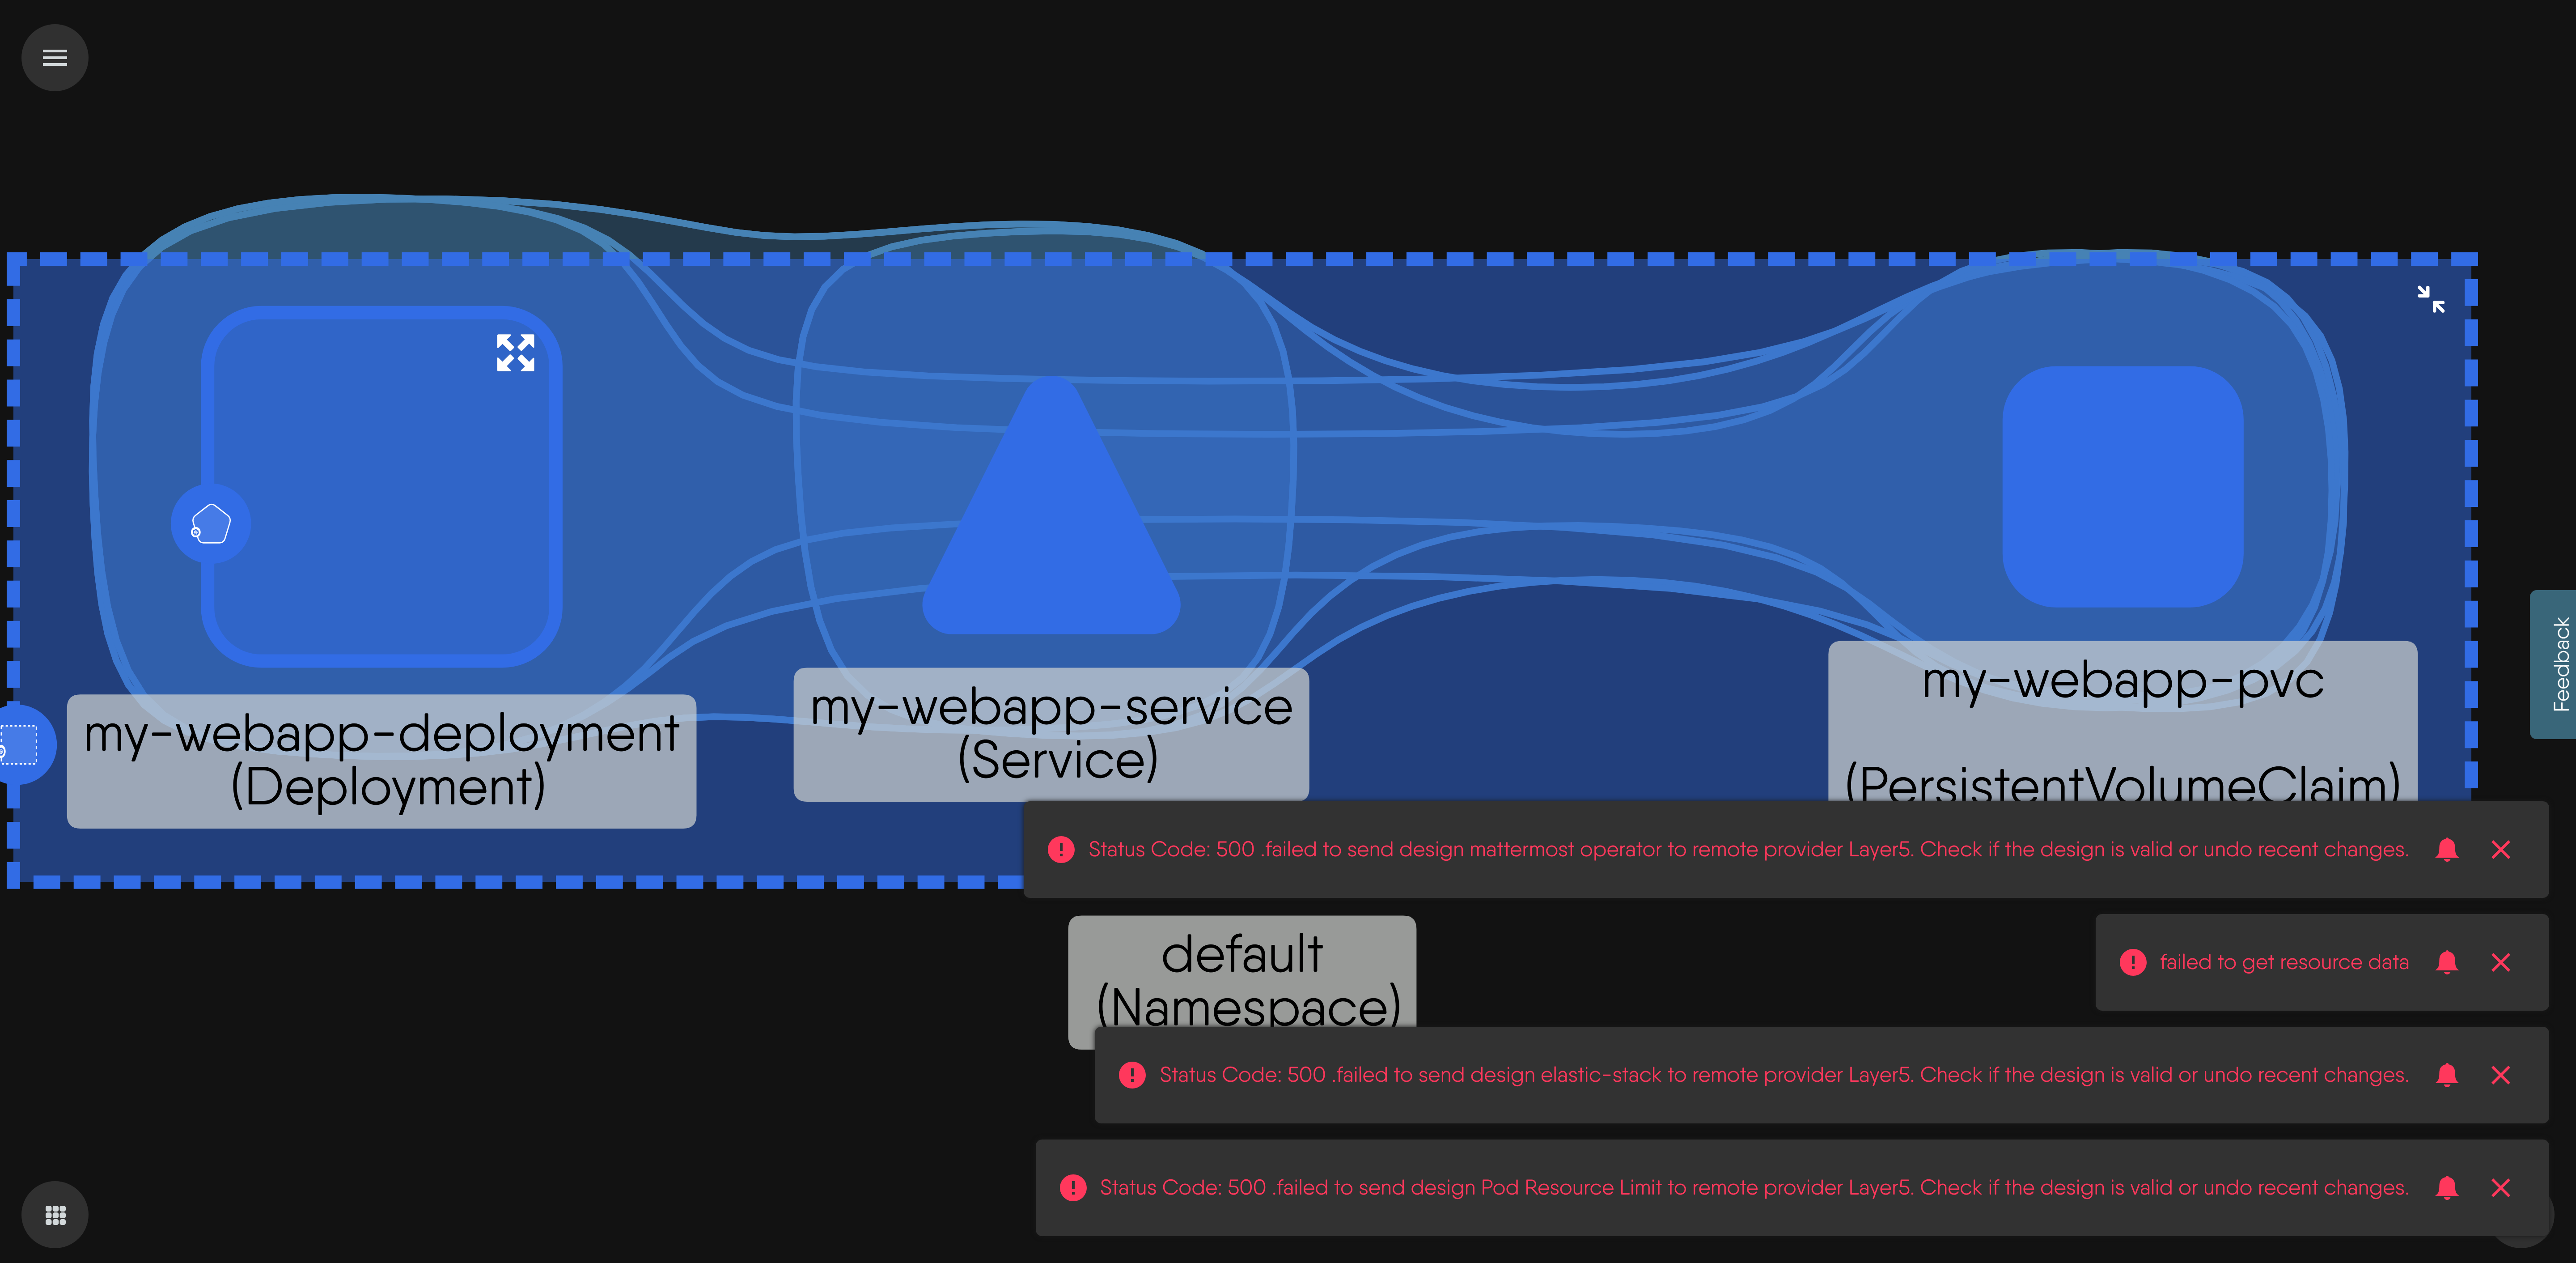 my-webapp-deployment
(Deployment)
my-webapp-service
(Service)
my-webapp-pvc
(PersistentVolumeClaim)
Feedback
Status Code: 500 .failed to send design mattermost operator to remote provider Layer5. Check if the design is valid or undo recent changes.
default
(Namespace)
failed to get resource data
Status Code: 500 .failed to send design elastic-stack to remote provider Layer5. Check if the design is valid or undo recent changes.
Status Code: 500 .failed to send design Pod Resource Limit to remote provider Layer5. Check if the design is valid or undo recent changes.